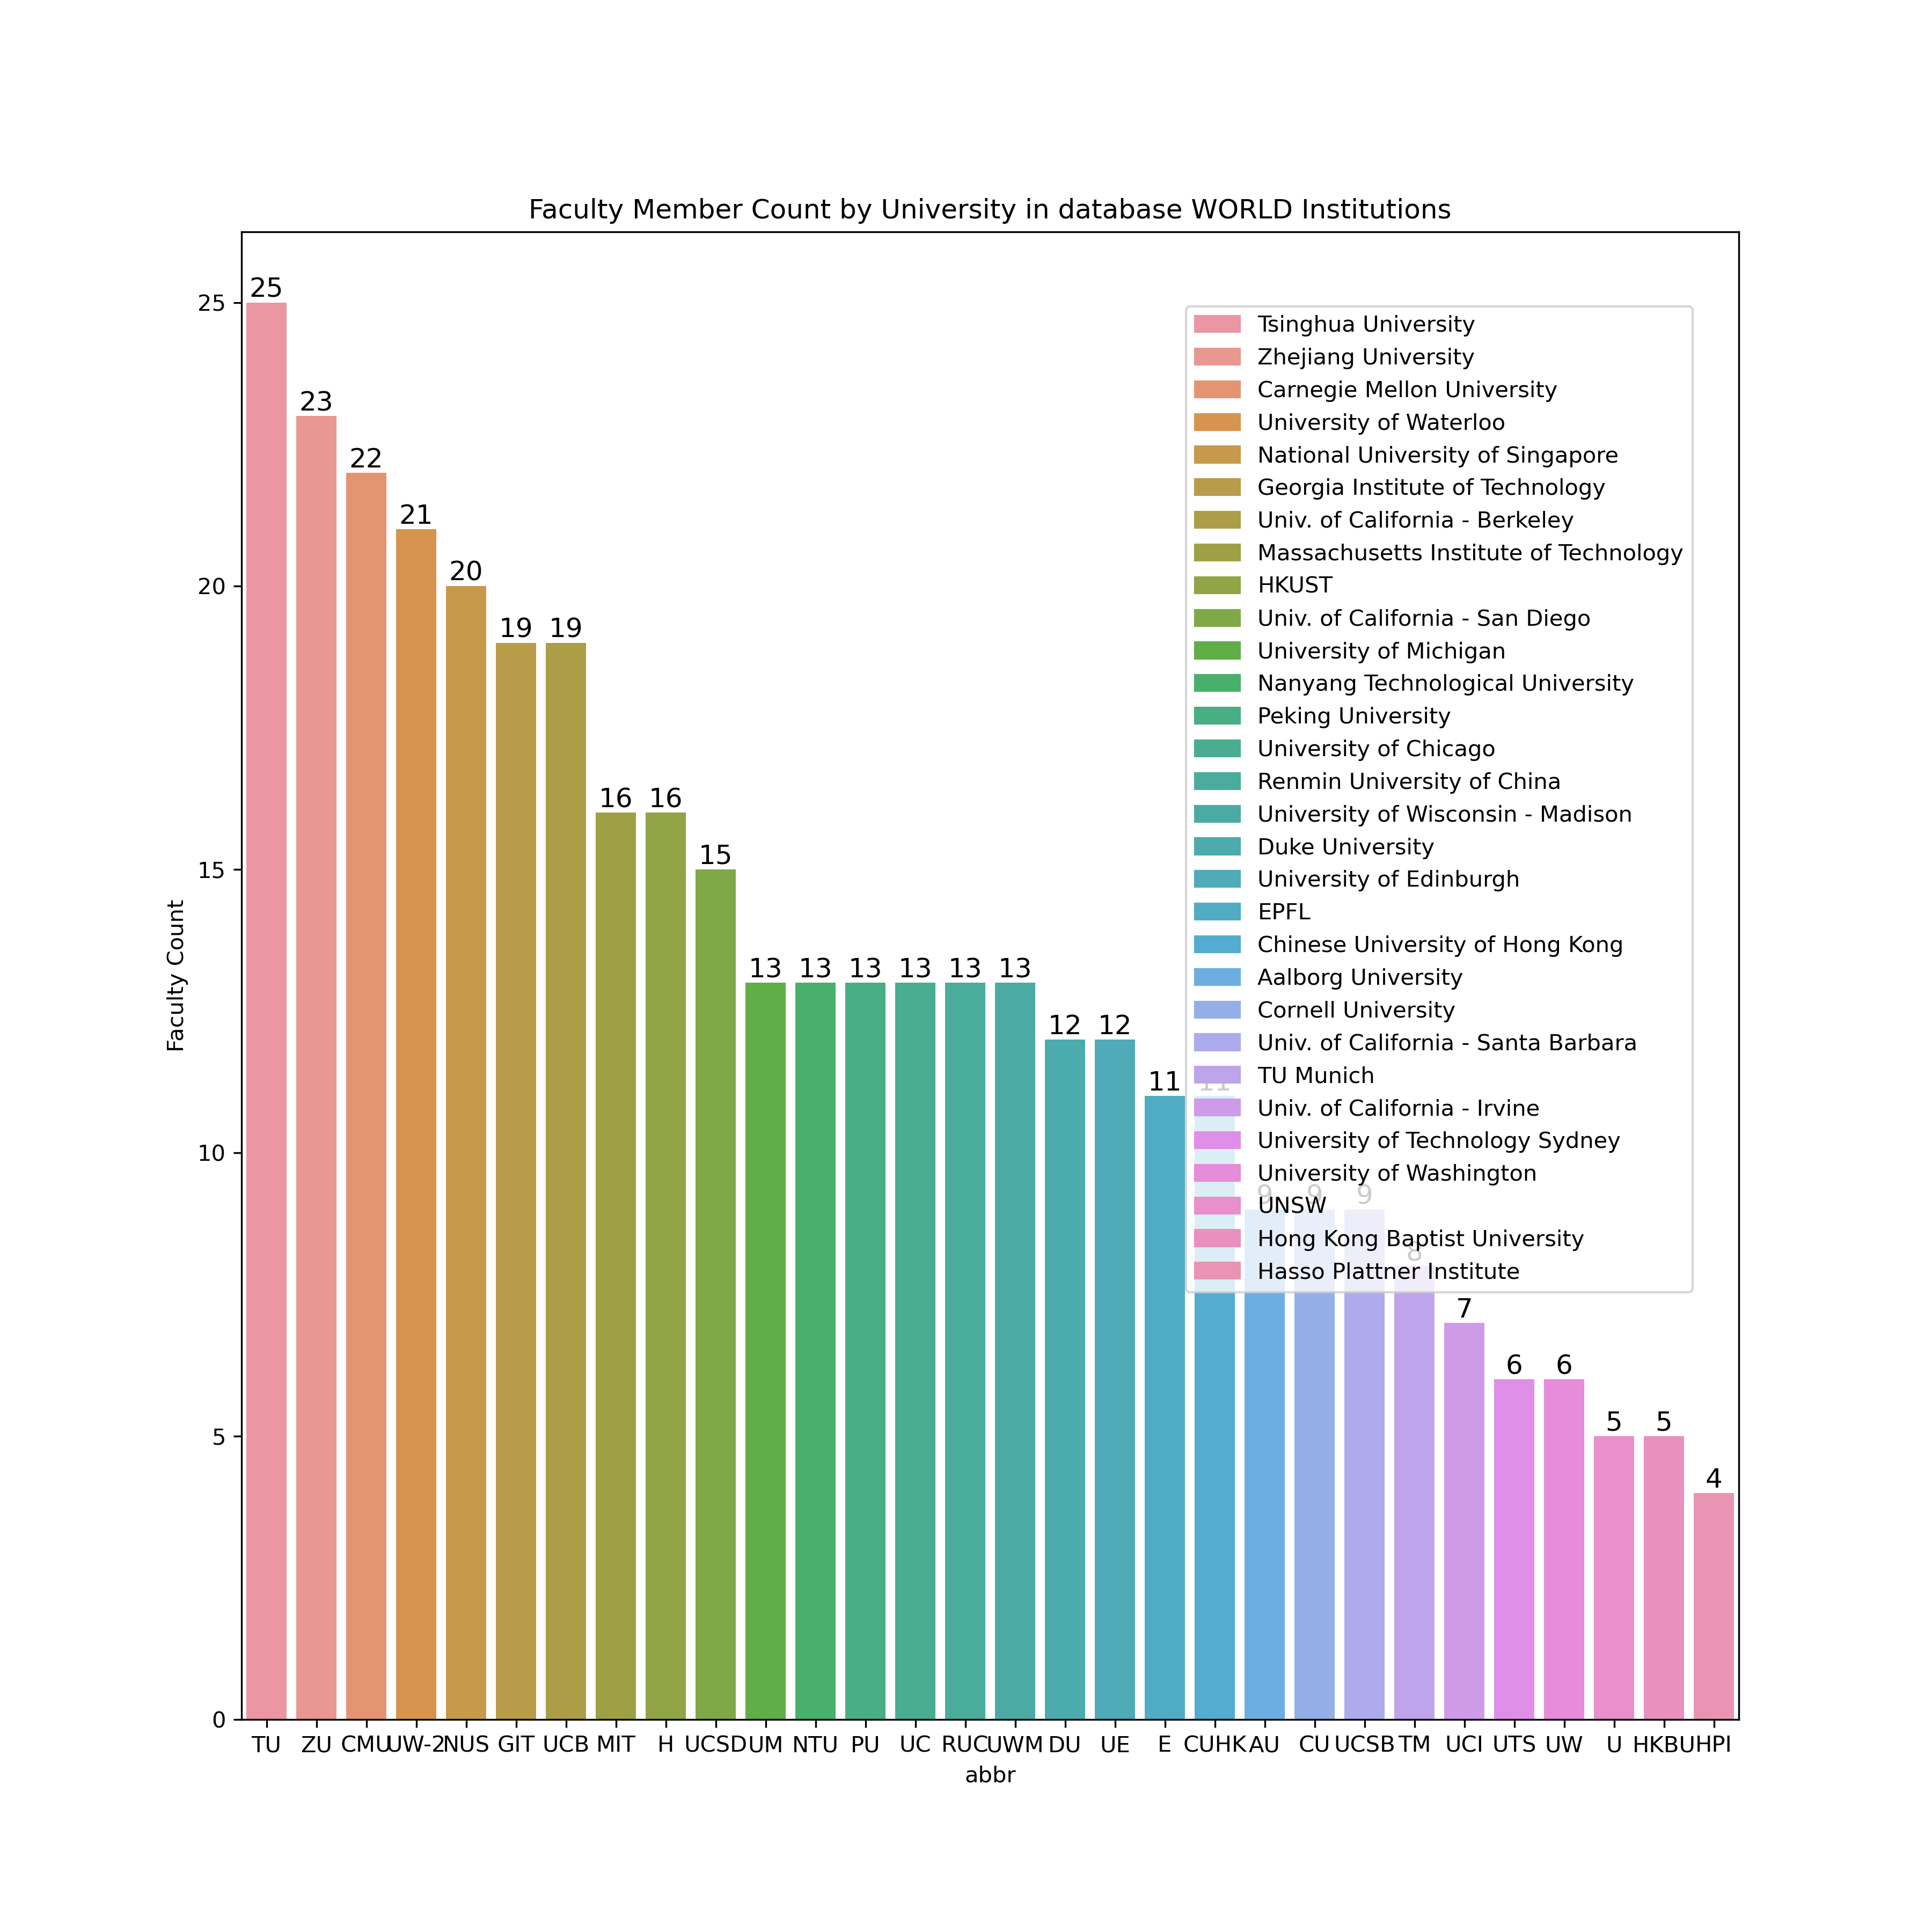 Faculty Member Count by University in database WORLD Institutions
25
20
15
10
5
0
Faculty Count
25
23
22
21
20
19
19
16
16
15
13
13
13
13
13
13
12
12
11
11
9
9
9
8
7
6
6
5
5
4
Tsinghua University
Zhejiang University
Carnegie Mellon University
University of Waterloo
National University of Singapore
Georgia Institute of Technology
Univ. of California - Berkeley
Massachusetts Institute of Technology
HKUST
Univ. of California - San Diego
University of Michigan
Nanyang Technological University
Peking University
University of Chicago
Renmin University of China
University of Wisconsin - Madison
Duke University
University of Edinburgh
EPFL
Chinese University of Hong Kong
Aalborg University
Cornell University
Univ. of California - Santa Barbara
TU Munich
Univ. of California - Irvine
University of Technology Sydney
University of Washington
UNSW
Hong Kong Baptist University
Hasso Plattner Institute
TU ZU CMU UW-2 NUS GIT UCB MIT H UCSD UM NTU PU UC RUC UWM DU UE E CUHK AU CU UCSB TM UCI UTS UW U HKBU HPI
abbr